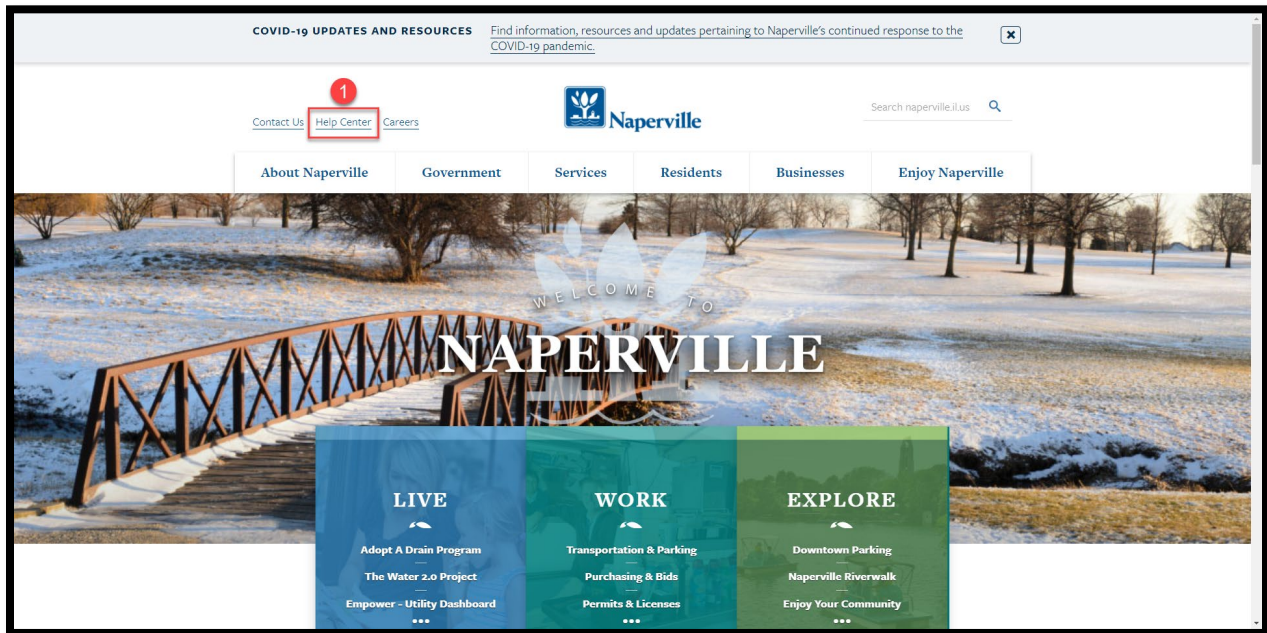 COVID-19 UPDATES AND RESOURCES
Find information, resources and updates pertaining to Naperville's continued response to the
COVID-19 pandemic.
1
Contact Us Help Center Careers
Naperville
Search naperville.il.us
About Naperville Government Services Residents Businesses Enjoy Naperville
WELCOME TO
NAPERVILLE
LIVE
Adopt A Drain Program
The Water 2.0 Project
Empower - Utility Dashboard
WORK
Transportation & Parking
Purchasing & Bids
Permits & Licenses
EXPLORE
Downtown Parking
Naperville Riverwalk
Enjoy Your Community